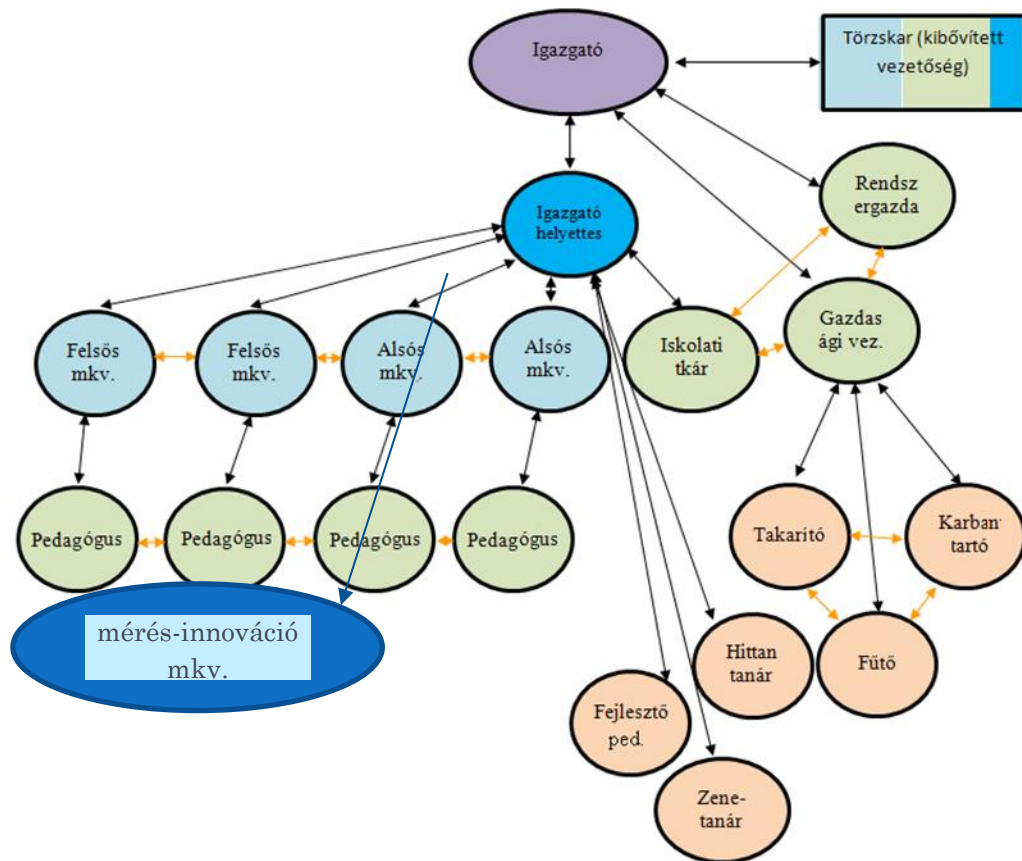 Igazgató
Törzskar (kibővített
vezetőség)
Rendsz
ergazda
Igazgató
helyettes
Felsős
mkv.
Felsős
mkv.
Alsós
mkv.
Alsós
mkv.
Iskolati
tkár
Gazdas
ági vez.
Pedagógus
Pedagógus
Pedagógus
Pedagógus
Takarító
Karban
tartó
mérés-innováció
mkv.
Hittan
tanár
Fűtő
Fejlesztő
ped.
Zene-
tanár